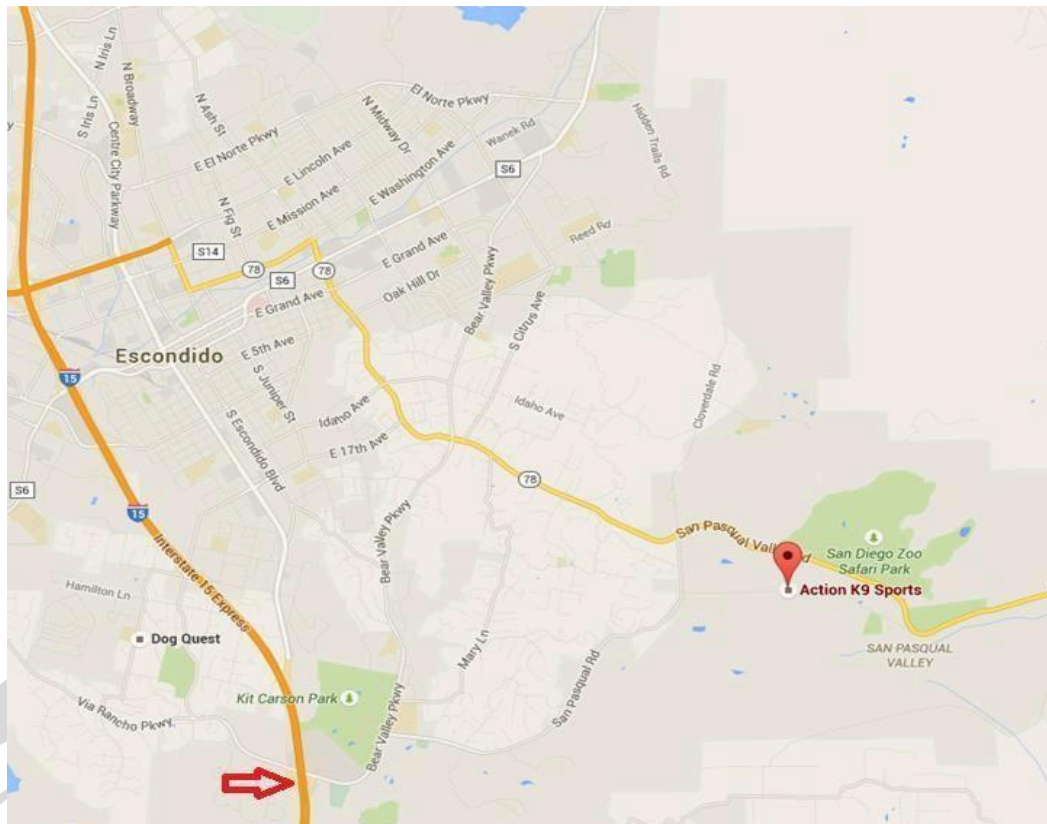 N Iris Ln
S Iris Ln
N Broadway
Centre City Parkway
N Ash St
N Midway Dr
El Norte Pkwy
E El Norte Pkwy
E Lincoln Ave
Wanek Rd
Hidden Trails Rd
E Washington Ave
S6
N Fig St
E Mission Ave
S14
E Grand Ave
Reed Rd
78
S6
78
Oak Hill Dr
Bear Valley Pkwy
E Grand Ave
S Citrus Ave
Escondido
E 5th Ave
S Juniper St
15
Idaho Ave
Idaho Ave
Cloverdale Rd
S Escondido Blvd
E 17th Ave
78
S6
15
Bear Valley Pkwy
San Pasqual Valley Rd
San Diego Zoo
Safari Park
Interstate 15 Express
Hamilton Ln
Action K9 Sports
Dog Quest
Mary Ln
San Pasqual Rd
SAN PASQUAL
VALLEY
Kit Carson Park
Via Rancho Pkwy
Bear Valley Pkwy